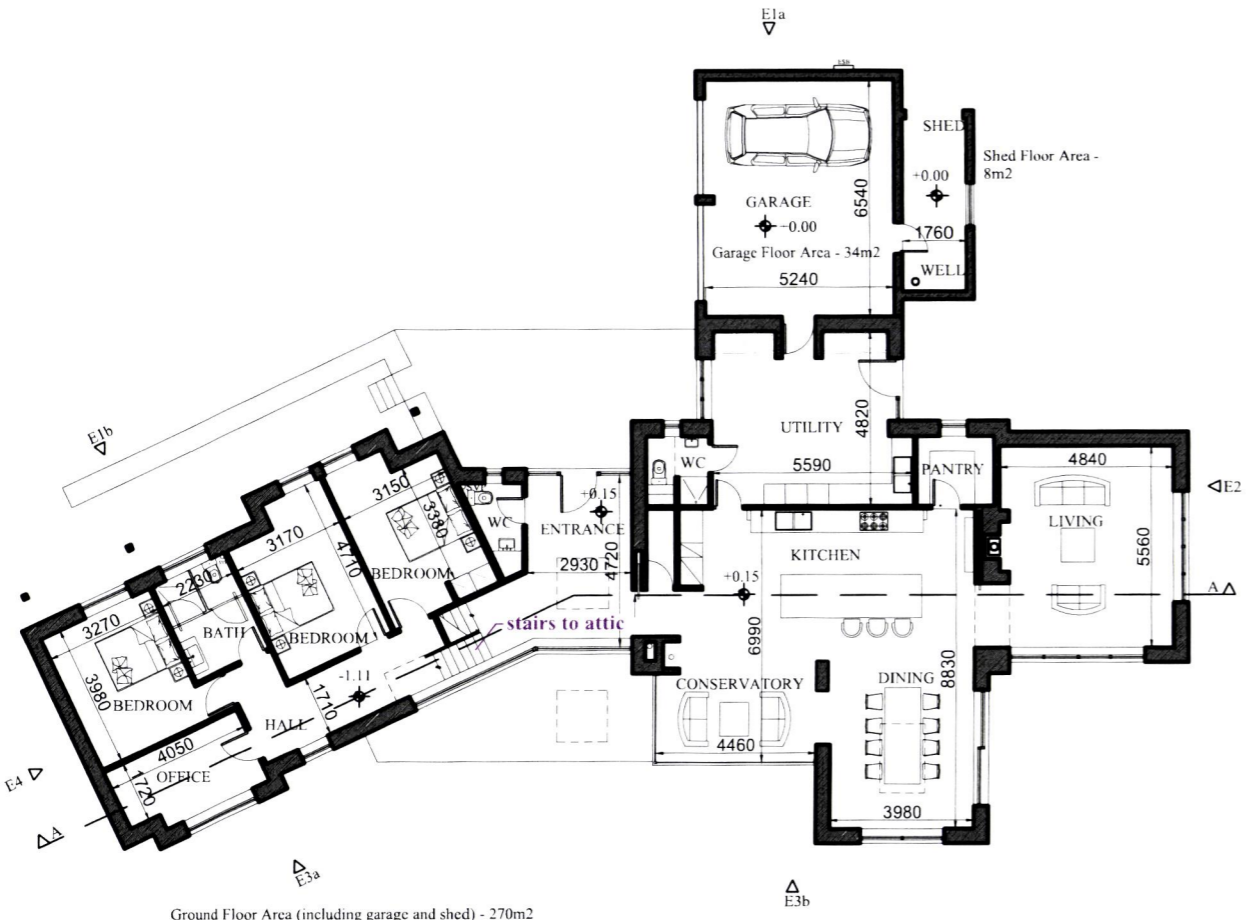 E1a
SHED
Shed Floor Area -
8m2
+0.00
6540
GARAGE
-0.00
Garage Floor Area - 34m2
1760
5240
WELL
E1b
4820
UTILITY
WC
5590
PANTRY
4840
E2
3150
3380
+0.15
ENTRANCE
WC
4720
2930
LIVING
5560
3170
4710
BEDROOM
KITCHEN
+0.15
A
2230
BATH
BEDROOM
stairs to attic
3270
3980
BEDROOM
-1.11
1710
HALL
6990
CONSERVATORY
8830
DINING
4460
4050
OFFICE
1720
E4
A
3980
E3a
E3b
Ground Floor Area (including garage and shed) - 270m2